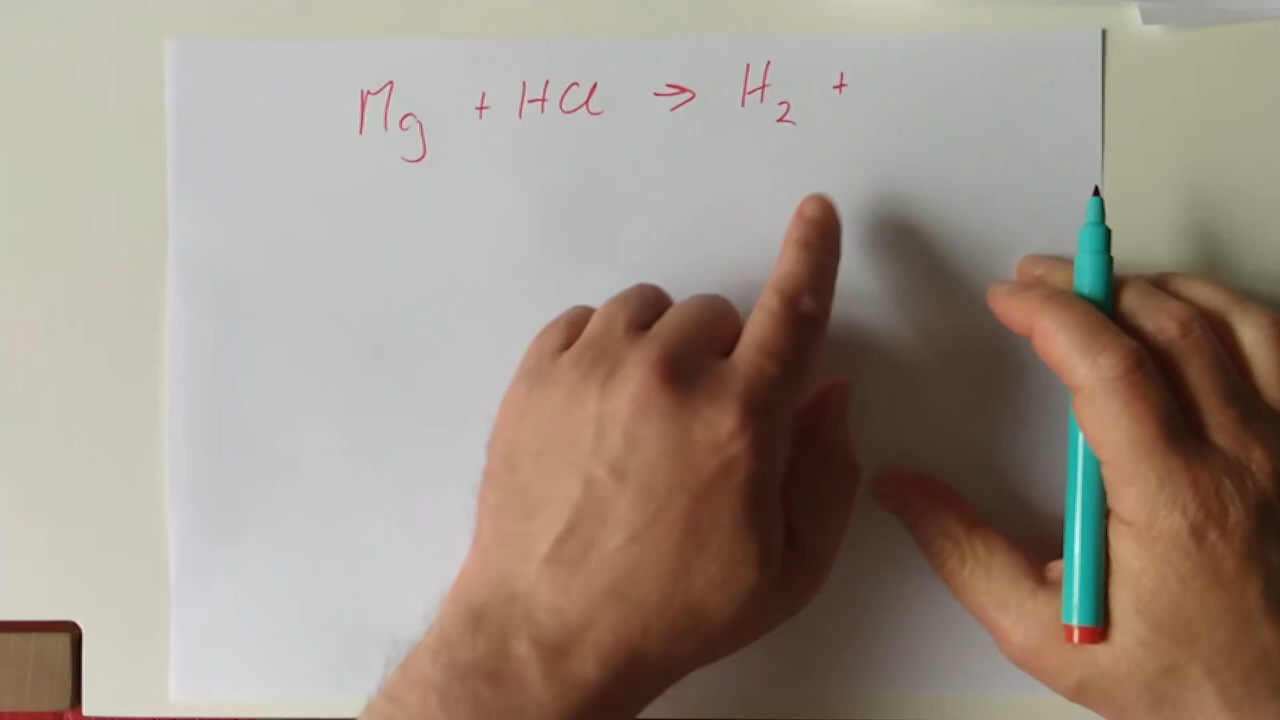 Mg + HCl → H₂ +